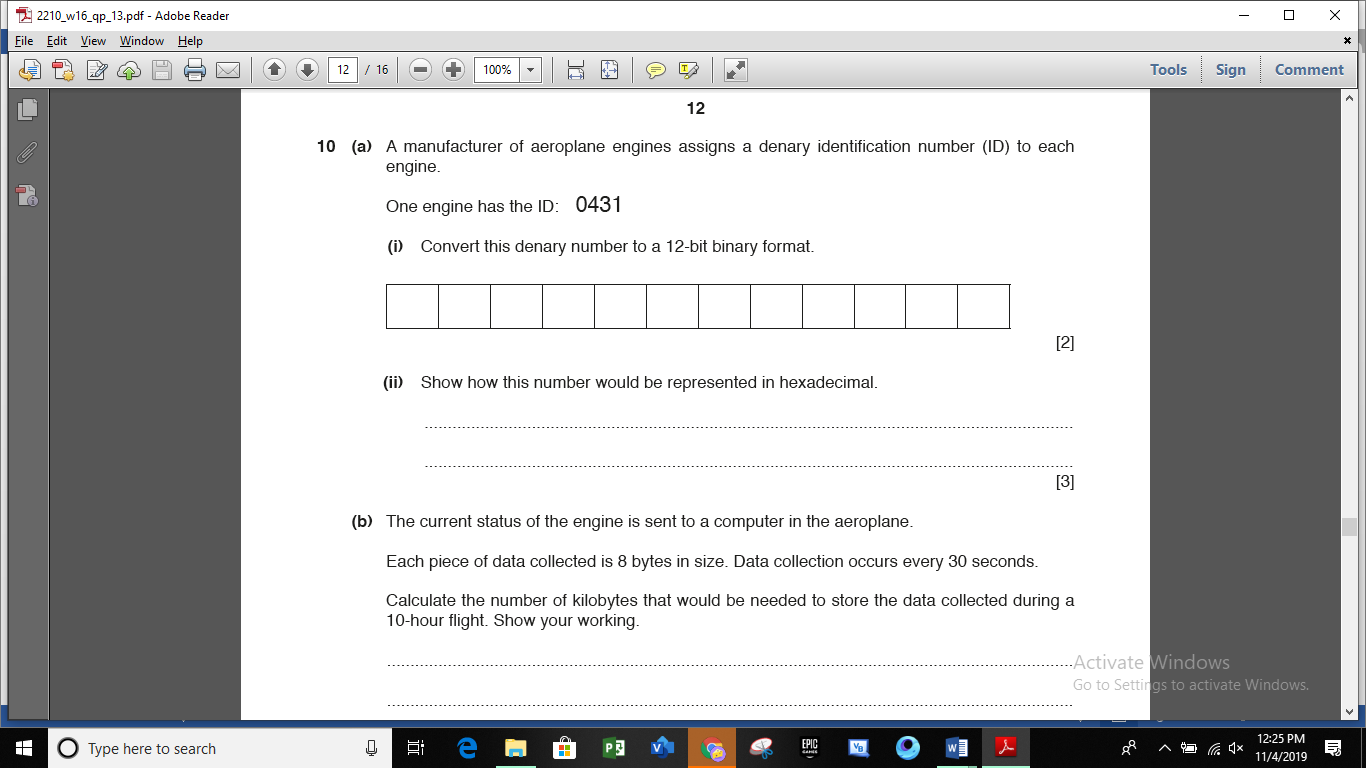 2210_w16_qp_13.pdf - Adobe Reader
File Edit View Window Help
12 / 16 100% Tools Sign Comment
12
10 (a) A manufacturer of aeroplane engines assigns a denary identification number (ID) to each
engine.
One engine has the ID: 0431
(i) Convert this denary number to a 12-bit binary format.
[2]
(ii) Show how this number would be represented in hexadecimal.
[3]
(b) The current status of the engine is sent to a computer in the aeroplane.
Each piece of data collected is 8 bytes in size. Data collection occurs every 30 seconds.
Calculate the number of kilobytes that would be needed to store the data collected during a
10-hour flight. Show your working.
Activate Windows
Go to Settings to activate Windows.
Type here to search
EPIC
GAMES
12:25 PM
11/4/2019